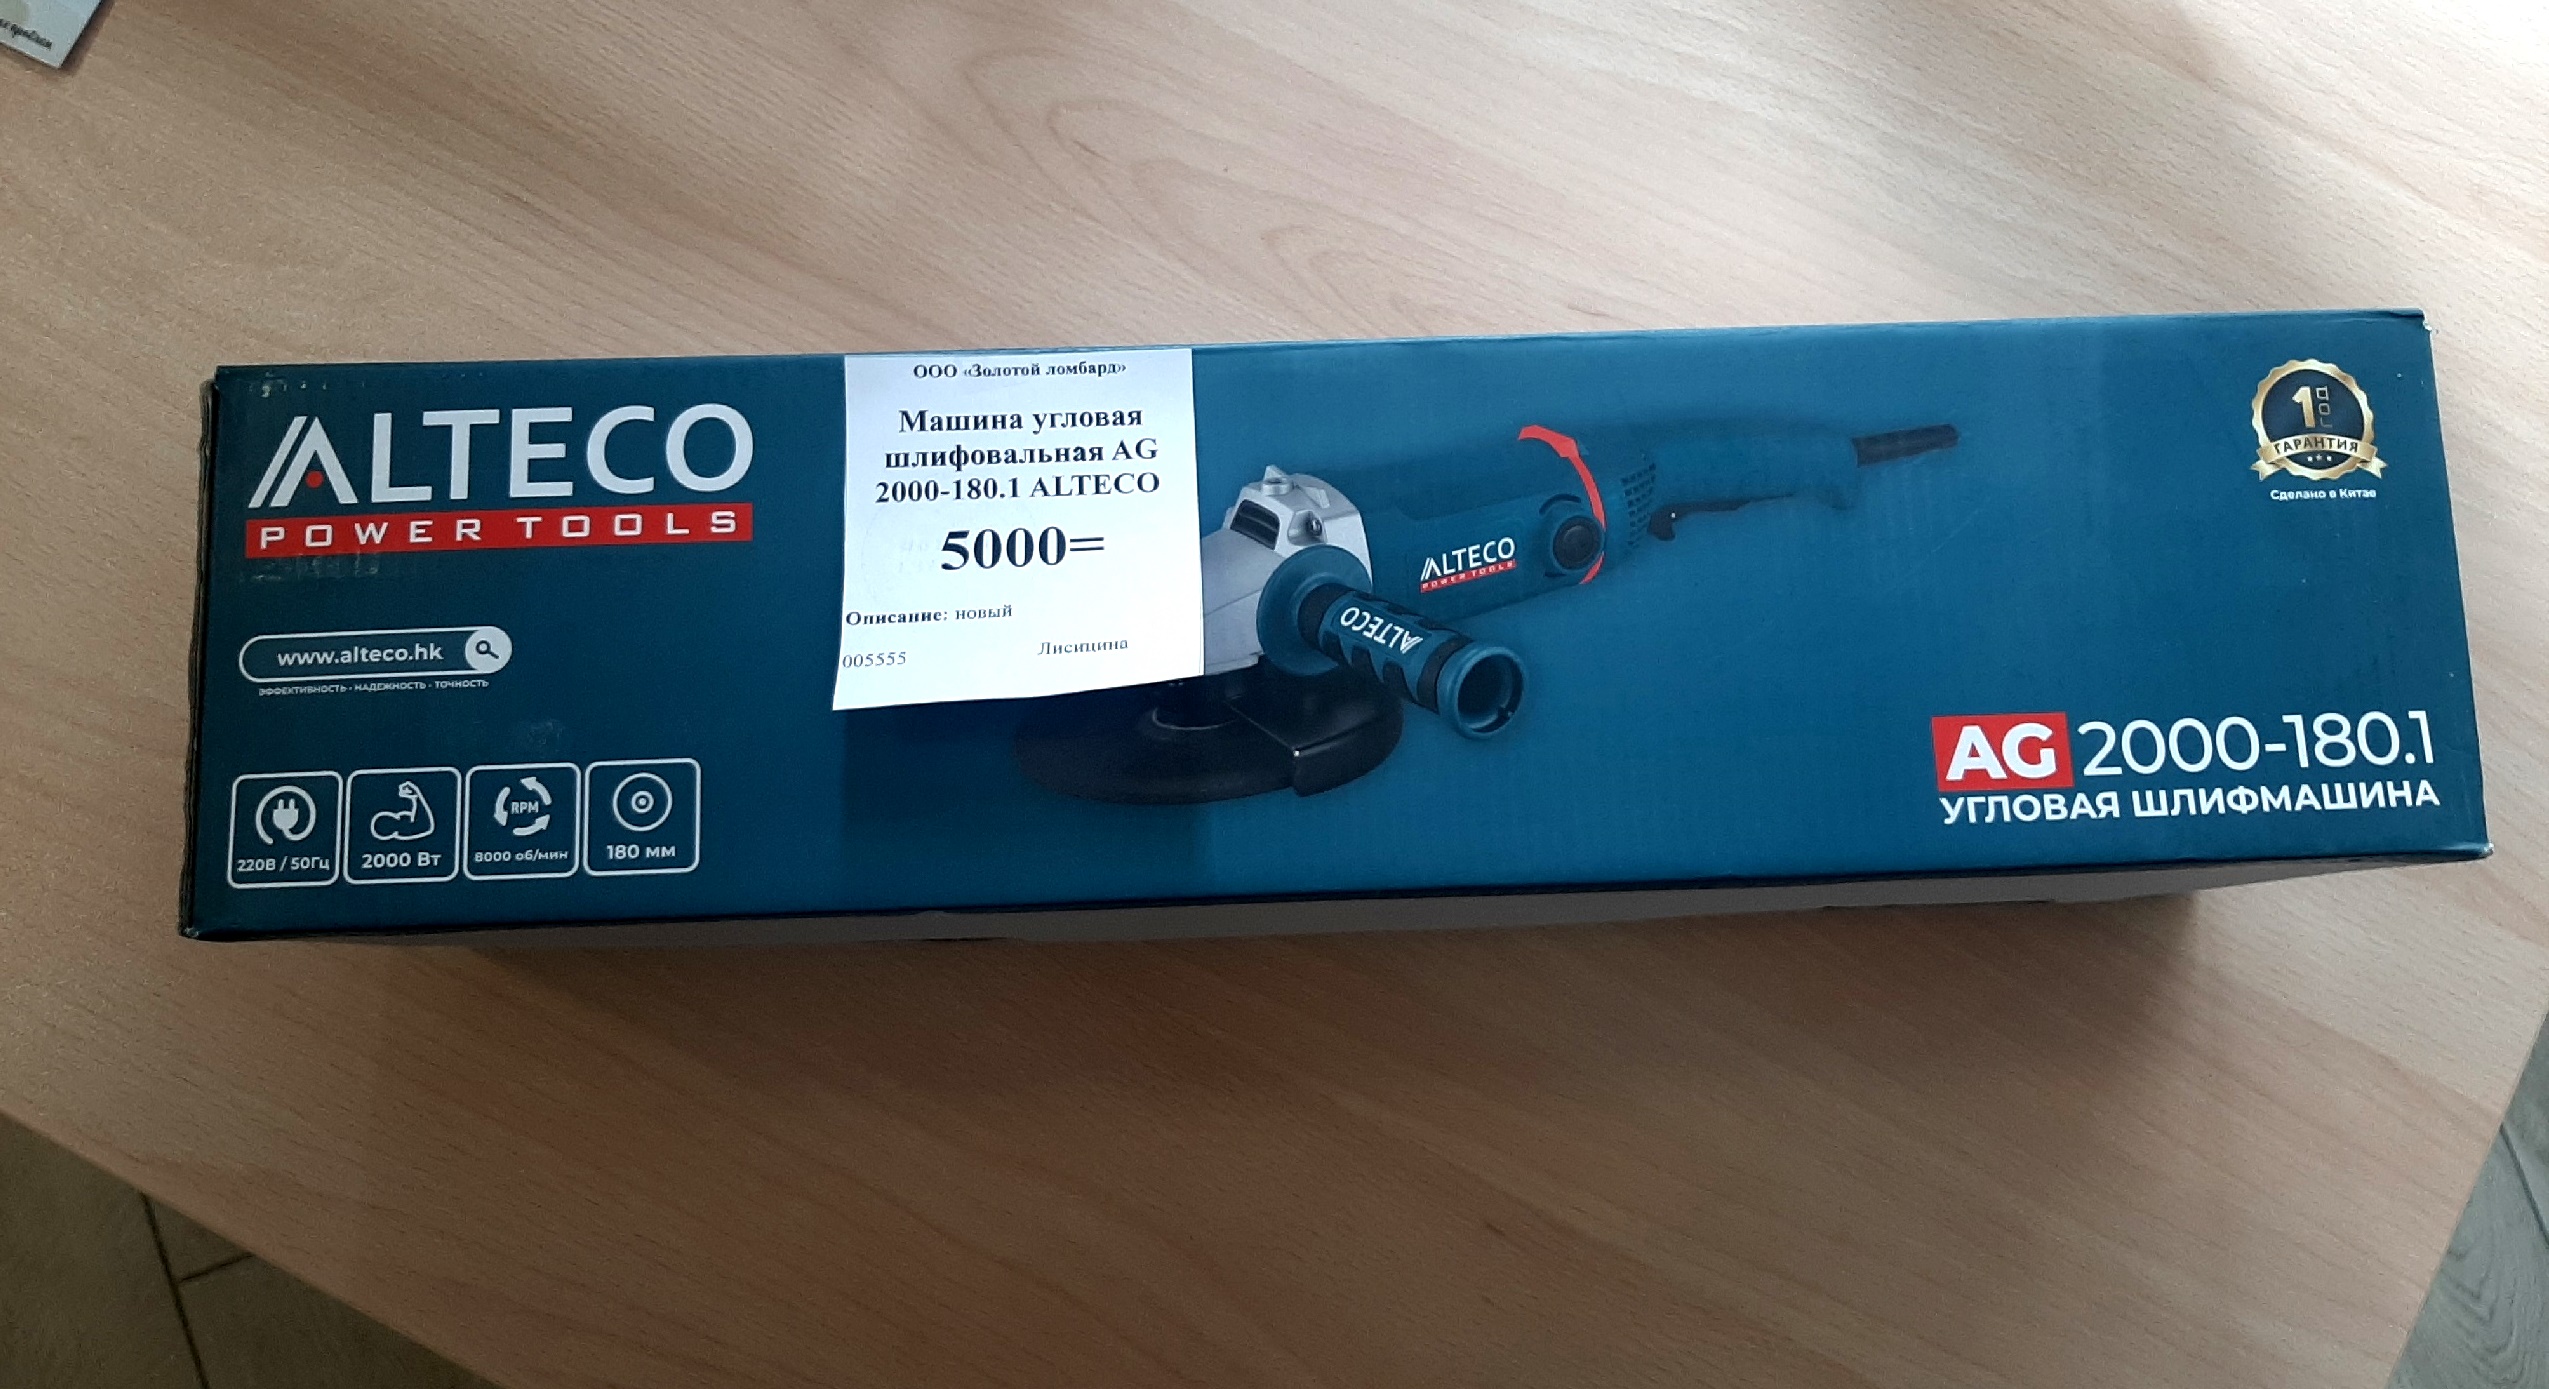 ALTECO
POWER TOOLS
www.alteco.hk
ЭФФЕКТИВНОСТЬ - НАДЕЖНОСТЬ - ТОЧНОСТЬ
220В / 50Гц
2000 Вт
RPM
8000 об/мин
180 мм
ООО «Золотой ломбард»
Машина угловая
шлифовальная AG
2000-180.1 ALTECO
5000=
Описание: новый
005555 Лисицина
ALTECO
POWER TOOLS
ALTECO
1 год
ГАРАНТИЯ
Сделано в Китае
AG 2000-180.1
УГЛОВАЯ ШЛИФМАШИНА